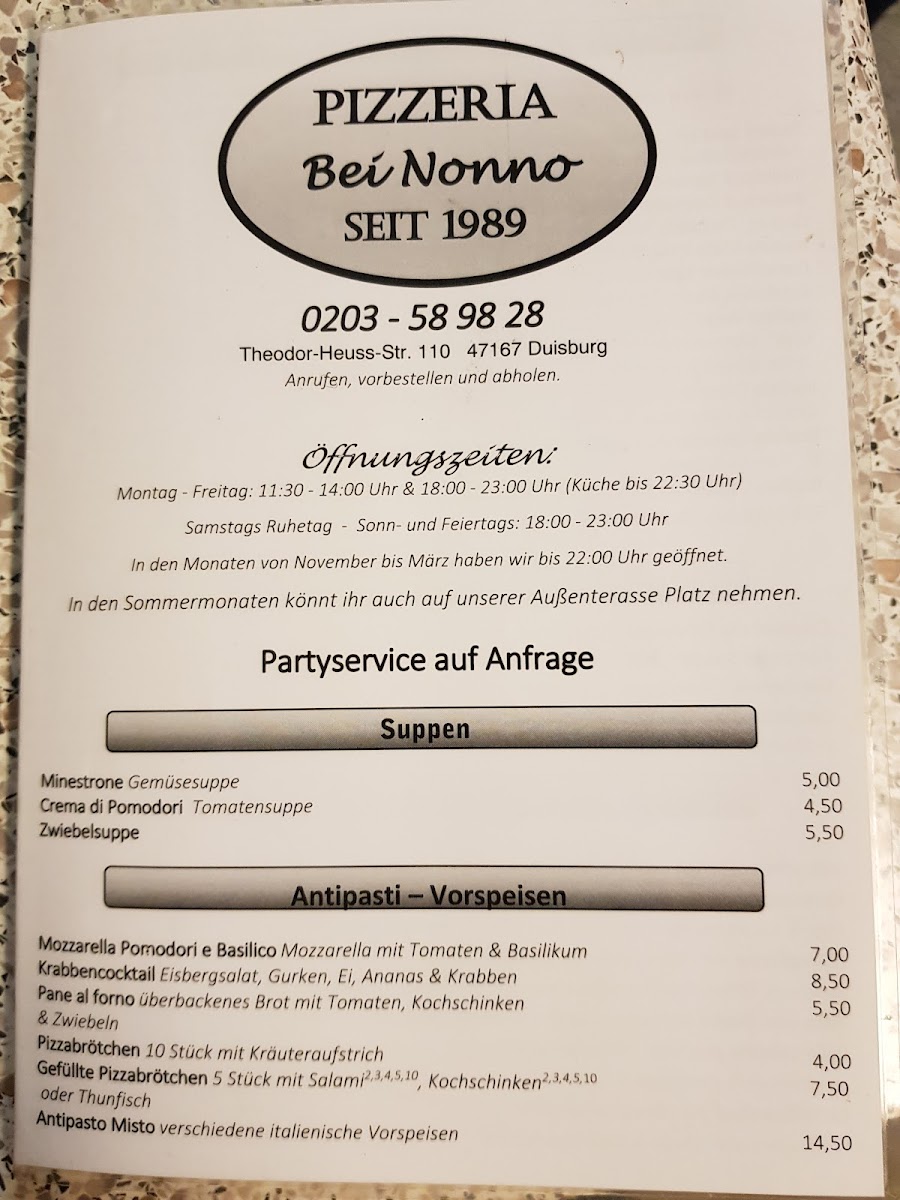 PIZZERIA
Bei Nonno
SEIT 1989
0203 - 58 98 28
Theodor-Heuss-Str. 110 47167 Duisburg
Anrufen, vorbestellen und abholen.
Öffnungszeiten:
Montag - Freitag: 11:30 - 14:00 Uhr & 18:00 - 23:00 Uhr (Küche bis 22:30 Uhr)
Samstags Ruhetag - Sonn- und Feiertags: 18:00 - 23:00 Uhr
In den Monaten von November bis März haben wir bis 22:00 Uhr geöffnet.
In den Sommermonaten könnt ihr auch auf unserer Außenterasse Platz nehmen.
Partyservice auf Anfrage
Suppen
Minestrone Gemüsesuppe 5,00
Crema di Pomodori Tomatensuppe 4,50
Zwiebelsuppe 5,50
Antipasti – Vorspeisen
Mozzarella Pomodori e Basilico Mozzarella mit Tomaten & Basilikum 7,00
Krabbencocktail Eisbergsalat, Gurken, Ei, Ananas & Krabben 8,50
Pane al forno überbackenes Brot mit Tomaten, Kochschinken 5,50
& Zwiebeln
Pizzabrötchen 10 Stück mit Kräuteraufstrich 4,00
Gefüllte Pizzabrötchen 5 Stück mit Salami2,3,4,5,10, Kochschinken2,3,4,5,10 7,50
oder Thunfisch
Antipasto Misto verschiedene italienische Vorspeisen 14,50